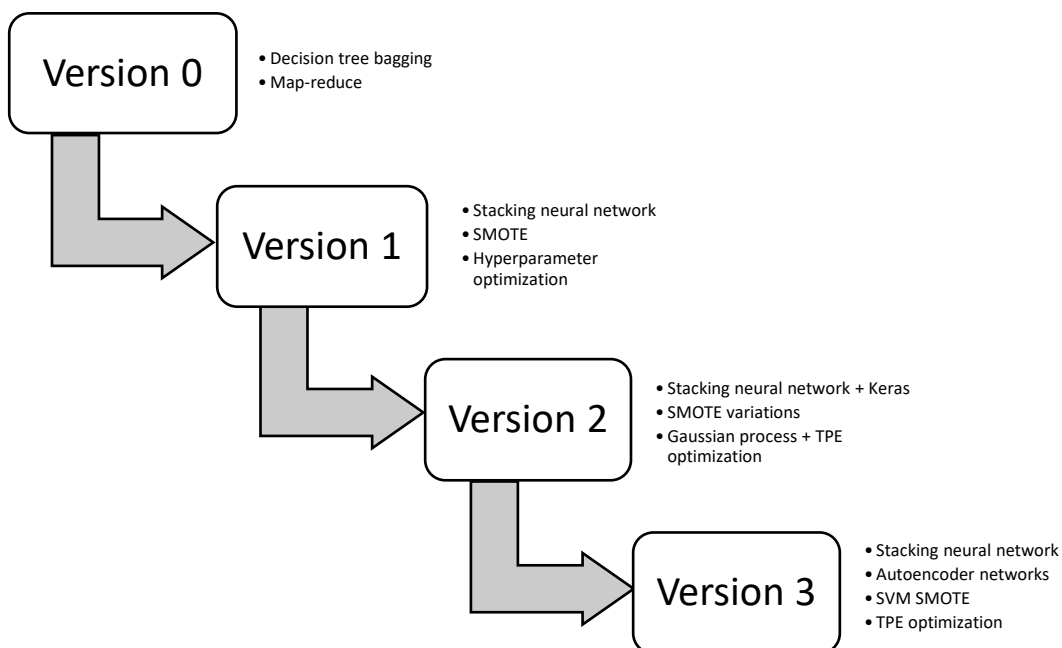 Version 0
• Decision tree bagging
• Map-reduce
Version 1
• Stacking neural network
• SMOTE
• Hyperparameter
optimization
Version 2
• Stacking neural network + Keras
• SMOTE variations
• Gaussian process + TPE
optimization
Version 3
• Stacking neural network
• Autoencoder networks
• SVM SMOTE
• TPE optimization